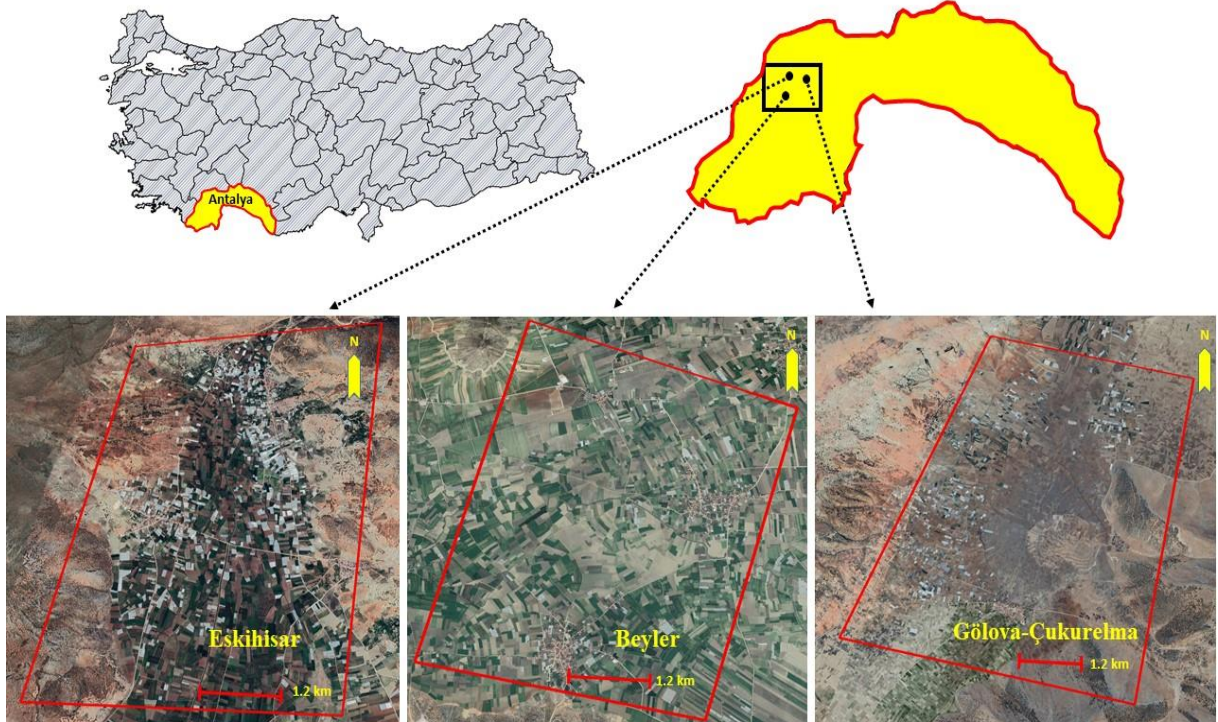 Antalya
N
N
N
Eskihisar
Beyler
Gölova-Çukurelma
1.2 km
1.2 km
1.2 km